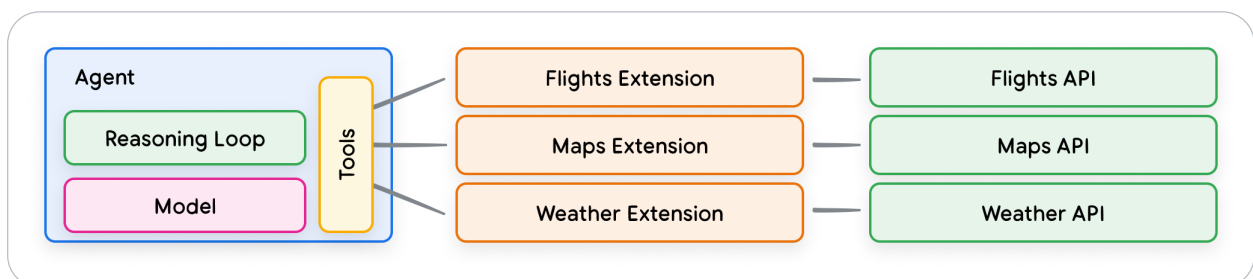 Agent
Reasoning Loop
Model
Tools
Flights Extension
Maps Extension
Weather Extension
Flights API
Maps API
Weather API